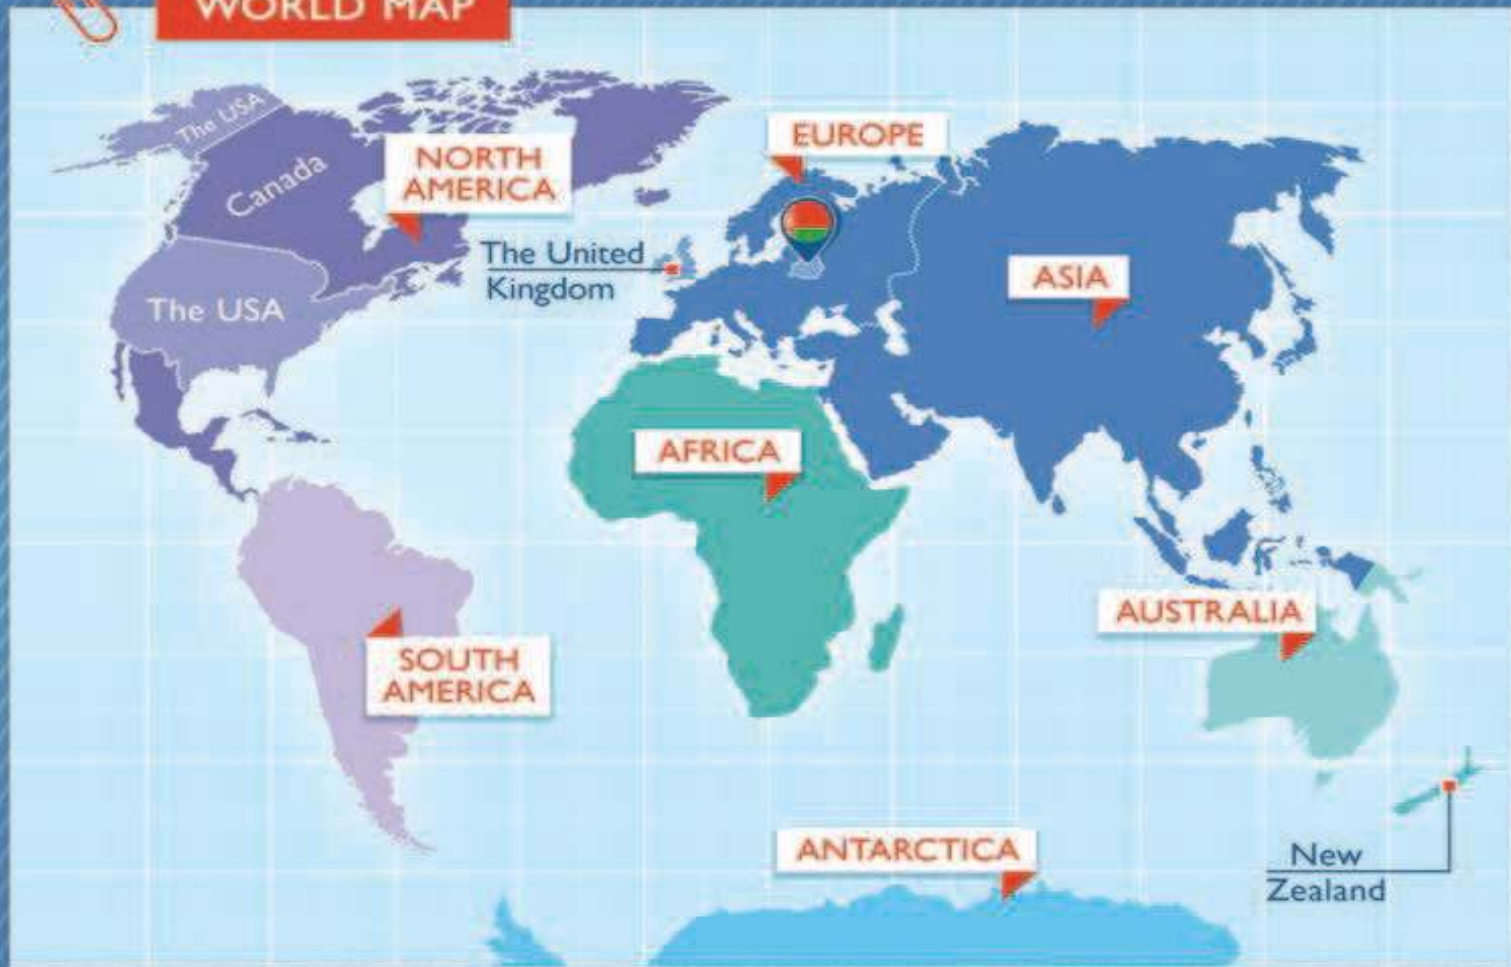 WORLD MAP
The USA
Canada
NORTH
AMERICA
EUROPE
The United
Kingdom
ASIA
The USA
AFRICA
AUSTRALIA
SOUTH
AMERICA
ANTARCTICA
New
Zealand